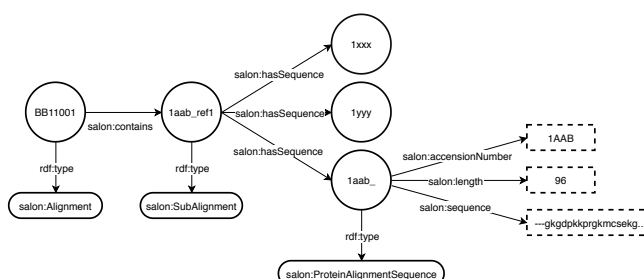 1xxx
salon:hasSequence
BB11001
salon:contains
1aab_ref1
salon:hasSequence
1yyy
salon:hasSequence
1AAB
salon:accensionNumber
rdf:type
rdf:type
1aab_
salon:length
96
salon:Alignment
salon:SubAlignment
salon:sequence
---gkgdpkkprgkmcsekg...
rdf:type
salon:ProteinAlignmentSequence